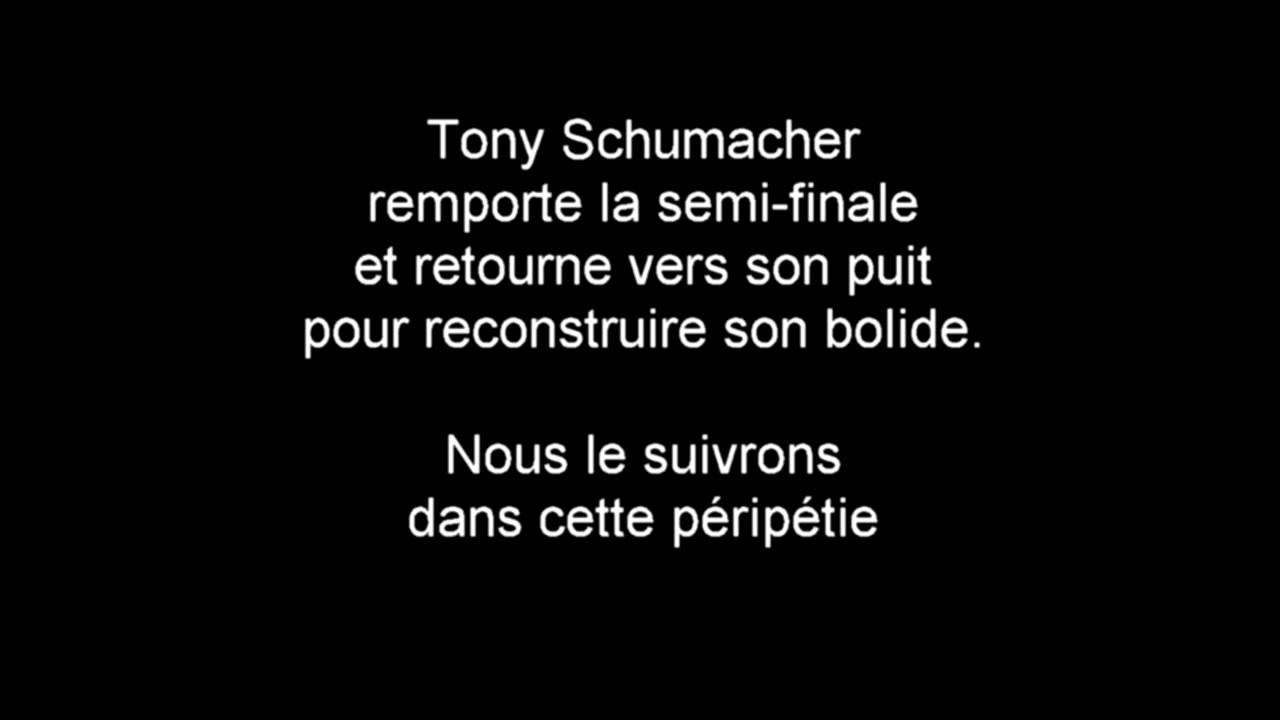 Tony Schumacher
remporte la semi-finale
et retourne vers son puit
pour reconstruire son bolide.
Nous le suivrons
dans cette péripétie